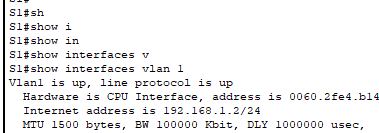 S1#
S1#sh
S1#show i
S1#show in
S1#show interfaces v
S1#show interfaces vlan 1
Vlan1 is up, line protocol is up
Hardware is CPU Interface, address is 0060.2fe4.b14
Internet address is 192.168.1.2/24
MTU 1500 bytes, BW 100000 Kbit, DLY 1000000 usec,